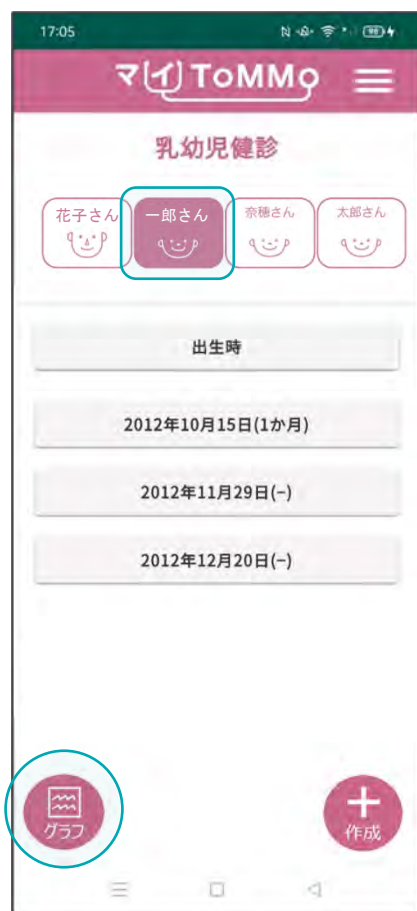 17:05
98
マイToMMo
乳幼児健診
花子さん 一郎さん 奈穂さん 太郎さん
出生時
2012年10月15日(1か月)
2012年11月29日(−)
2012年12月20日(−)
グラフ
作成